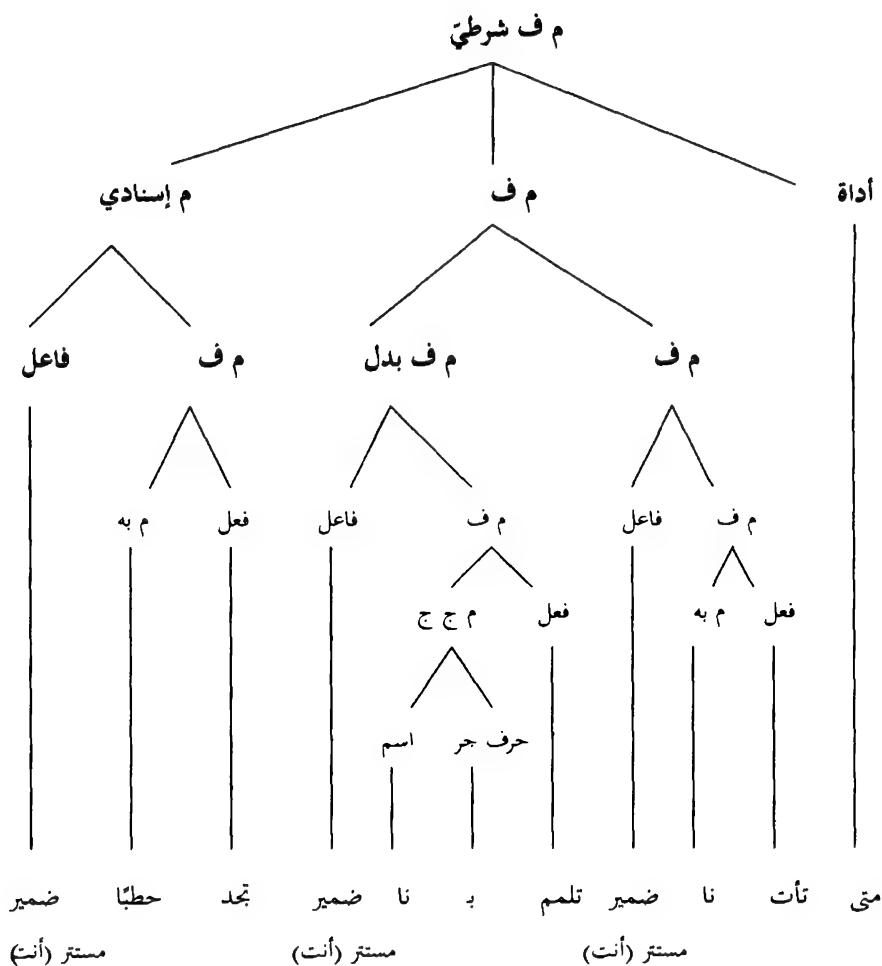 م ف شرطيّ
أداة م ف م إسنادي
م ف م ف بدل م ف فاعل
م ف فاعل م ف فاعل فعل م به
فعل م به فعل م ج ج
حرف جر اسم
متى تأت نا ضمير تلمم بـ نا ضمير تجد حطبًا ضمير
مستتر (أنت) مستتر (أنت) مستتر (أنت)